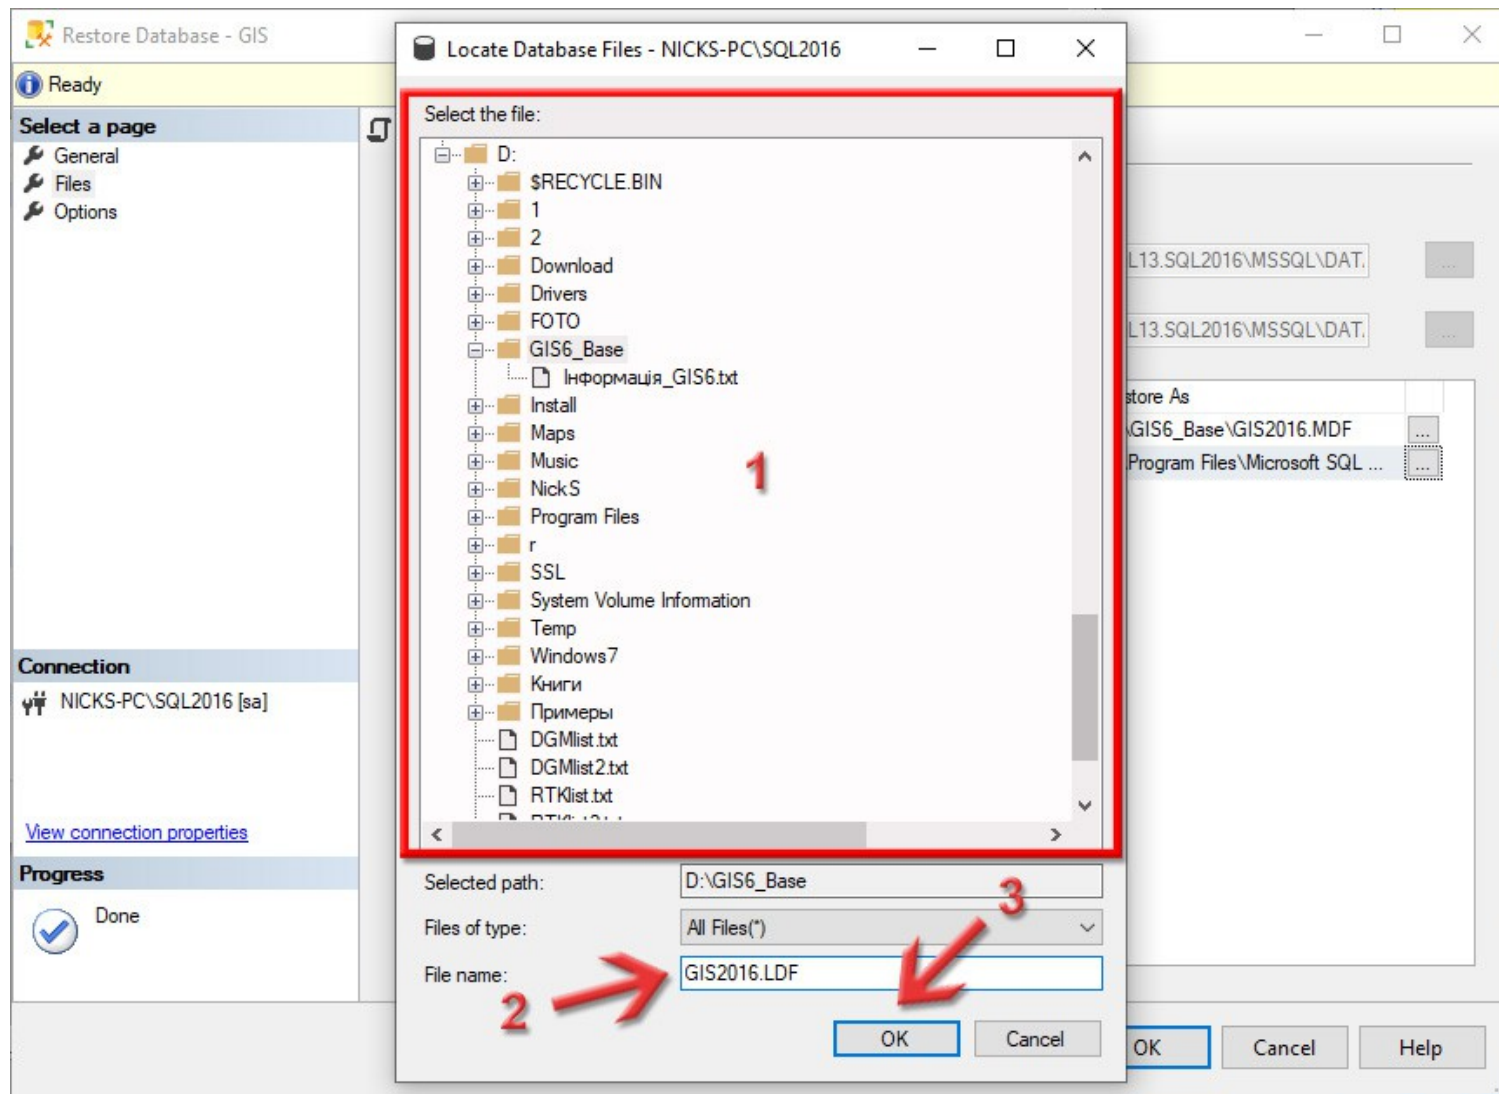 Restore Database - GIS
Ready
Select a page
General
Files
Options
Connection
NICKS-PC\SQL2016 [sa]
View connection properties
Progress
Done
Locate Database Files - NICKS-PC\SQL2016
Select the file:
D:
$RECYCLE.BIN
1
2
Download
Drivers
FOTO
GIS6_Base
Інформація_GIS6.txt
Install
Maps
Music
NickS
Program Files
r
SSL
System Volume Information
Temp
Windows7
Книги
Примеры
DGMlist.txt
DGMlist2.txt
RTKlist.txt
1
Selected path: D:\GIS6_Base
3
Files of type: All Files(*)
File name: GIS2016.LDF
2
OK Cancel
L13.SQL2016\MSSQL\DAT. ...
L13.SQL2016\MSSQL\DAT. ...
store As
\GIS6_Base\GIS2016.MDF ...
Program Files\Microsoft SQL ... ...
OK Cancel Help